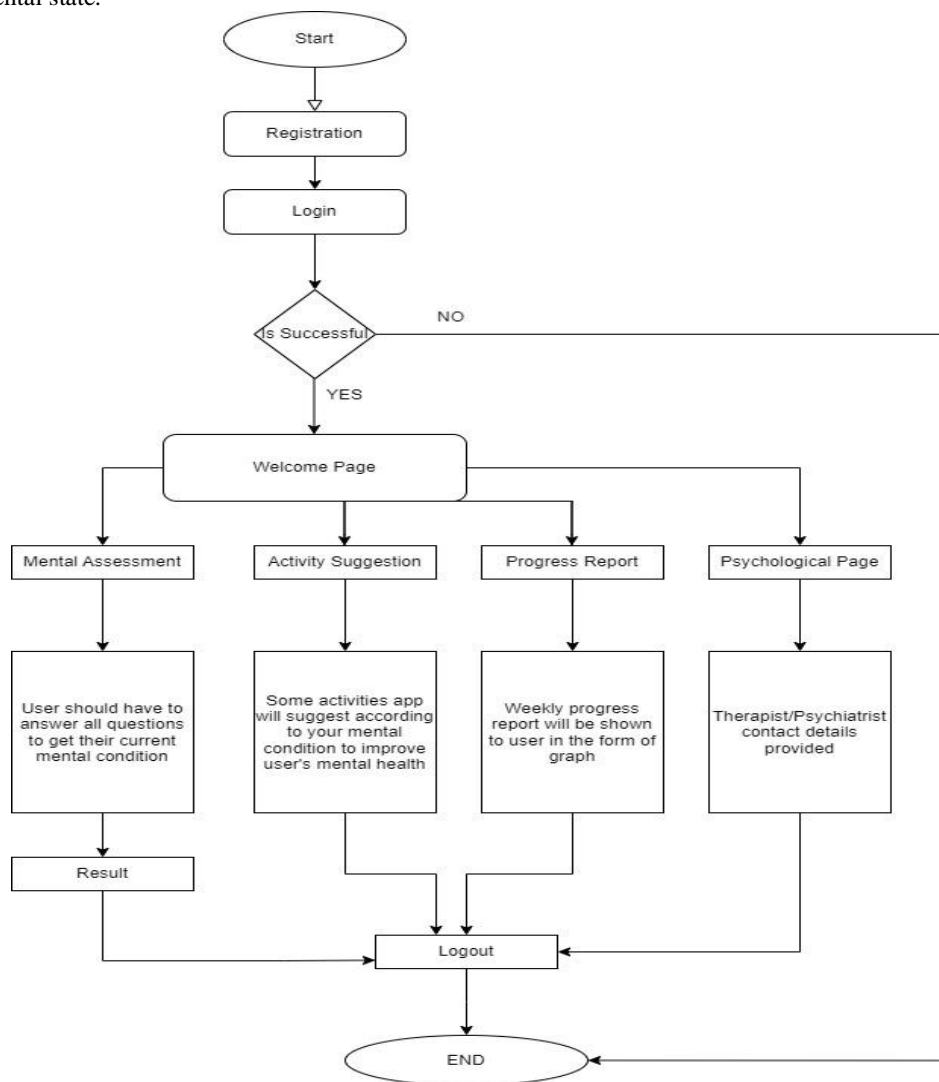 ental state.
Start
Registration
Login
Is Successful
NO
YES
Welcome Page
Mental Assessment
Activity Suggestion
Progress Report
Psychological Page
User should have to
answer all questions
to get their current
mental condition
Some activities app
will suggest according
to your mental
condition to improve
user's mental health
Weekly progress
report will be shown
to user in the form of
graph
Therapist/Psychiatrist
contact details
provided
Result
Logout
END